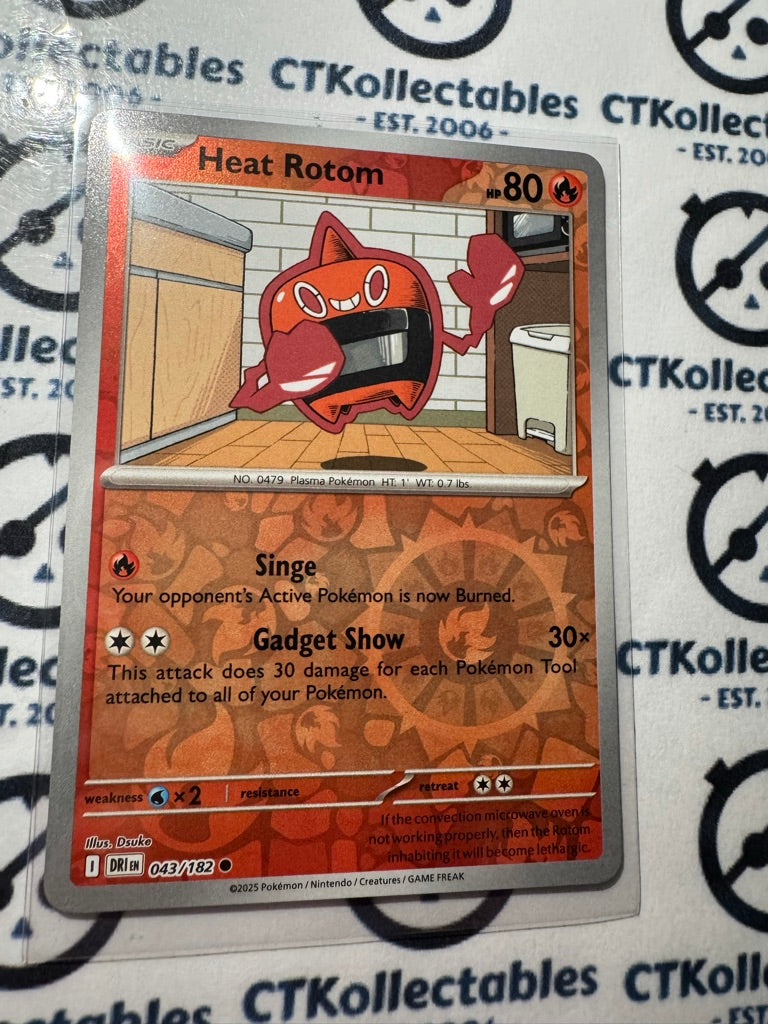 CTKollectables
- EST. 2006 -
BASIC
Heat Rotom
HP 80
NO. 0479 Plasma Pokémon HT: 1' WT: 0.7 lbs.
Singe
Your opponent's Active Pokémon is now Burned.
Gadget Show 30×
This attack does 30 damage for each Pokémon Tool
attached to all of your Pokémon.
weakness ×2 resistance retreat
If the convection microwave oven is
not working properly, then the Rotom
inhabiting it will become lethargic.
Illus. Dsuke
I DRI EN 043/182
©2025 Pokémon / Nintendo / Creatures / GAME FREAK
CTKollectables